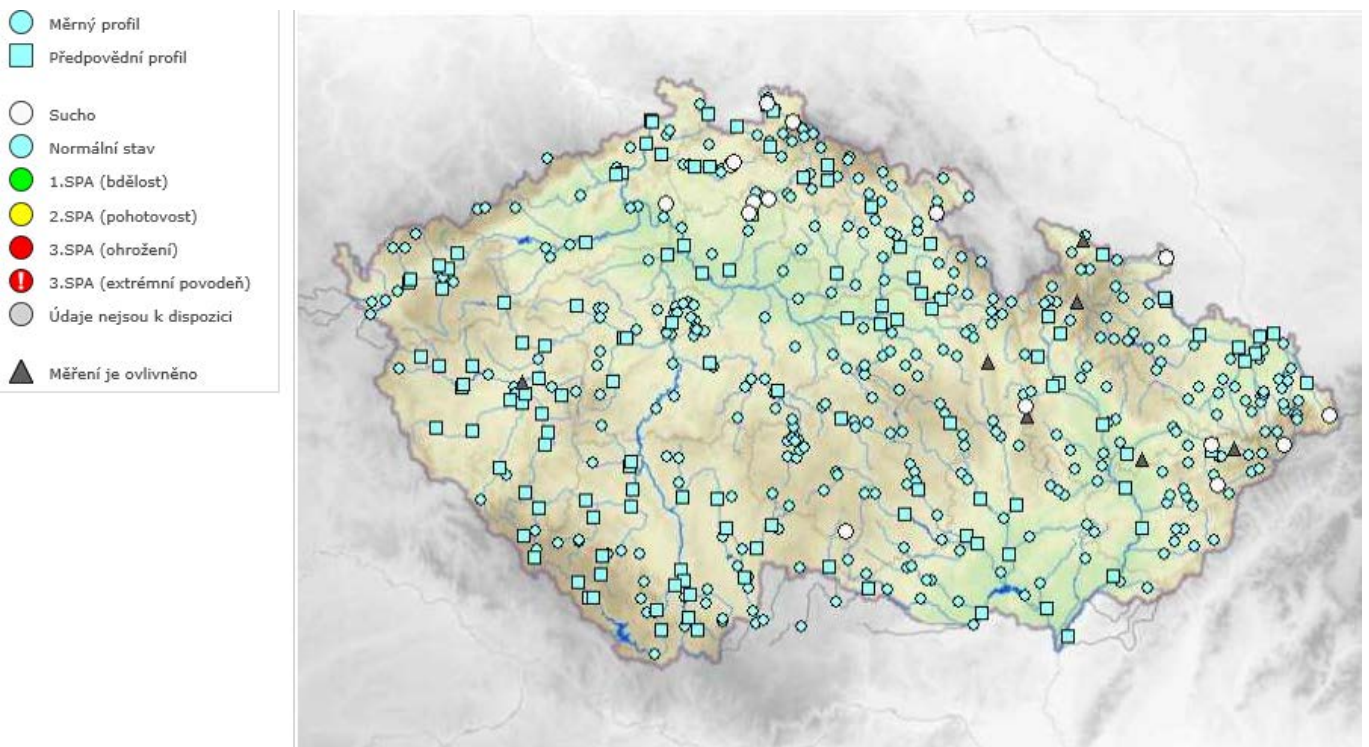 Měrný profil
Předpovědní profil
Sucho
Normální stav
1.SPA (bdělost)
2.SPA (pohotovost)
3.SPA (ohrožení)
3.SPA (extrémní povodeň)
Údaje nejsou k dispozici
Měření je ovlivněno